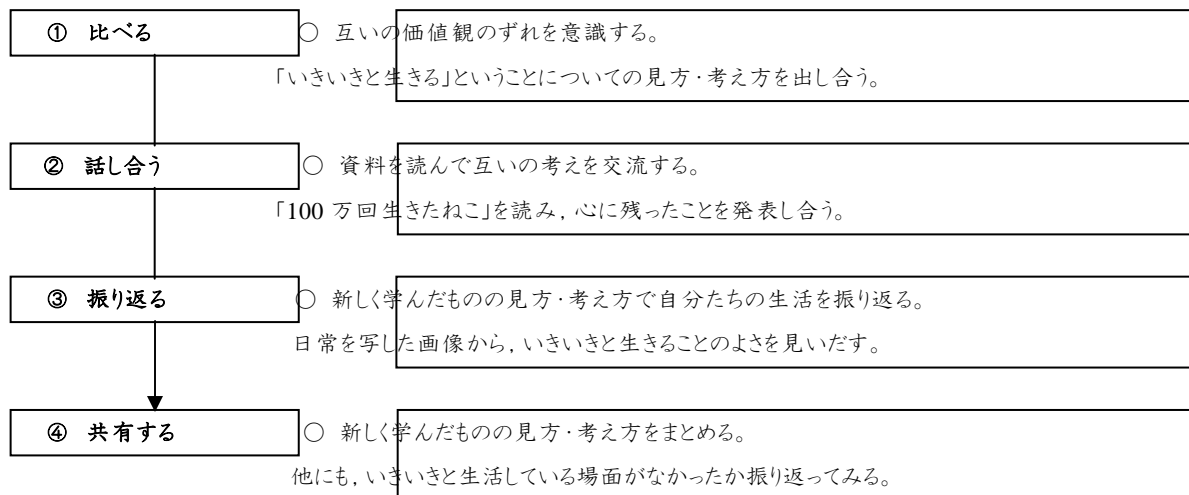 ① 比べる
○ 互いの価値観のずれを意識する。
「いきいきと生きる」ということについての見方・考え方を出し合う。
② 話し合う
○ 資料を読んで互いの考えを交流する。
「100 万回生きたねこ」を読み，心に残ったことを発表し合う。
③ 振り返る
○ 新しく学んだものの見方・考え方で自分たちの生活を振り返る。
日常を写した画像から，いきいきと生きることのよさを見いだす。
④ 共有する
○ 新しく学んだものの見方・考え方をまとめる。
他にも，いきいきと生活している場面がなかったか振り返ってみる。